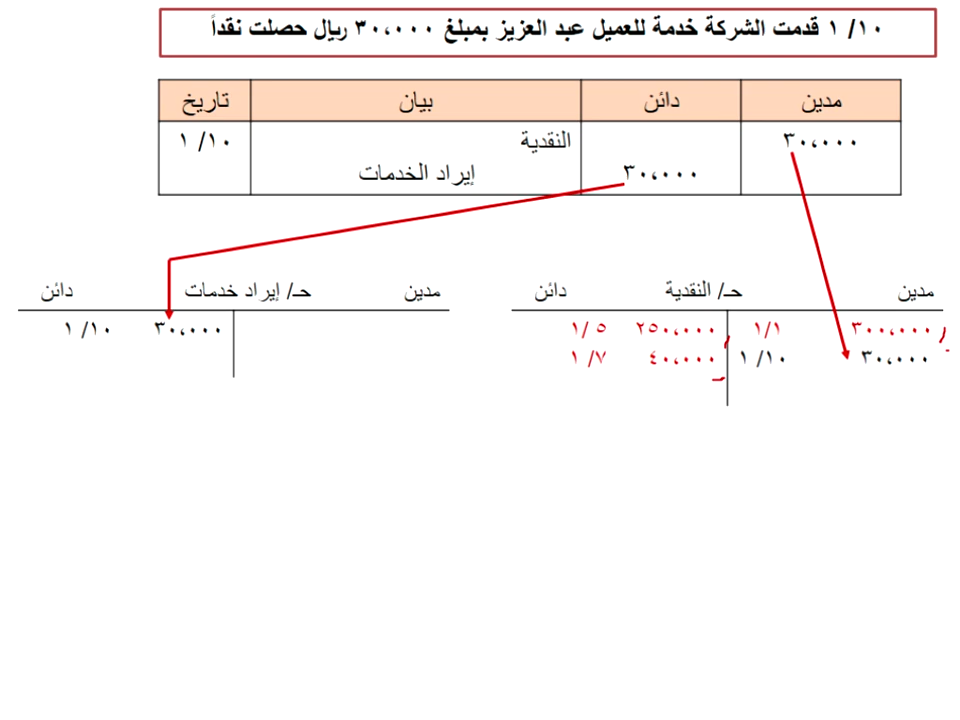 ١/ ١٠ قدمت الشركة خدمة للعميل عبد العزيز بمبلغ ٣٠،٠٠٠ ريال حصلت نقداً
مدين دائن بيان تاريخ
٣٠،٠٠٠ النقدية ١/ ١٠
٣٠،٠٠٠ إيراد الخدمات
مدين حـ/ النقدية دائن
٣٠٠،٠٠٠ ١/١ ٢٥٠،٠٠٠ ١/ ٥
٣٠،٠٠٠ ١/ ١٠ ٤٠،٠٠٠ ١/ ٧
مدين حـ/ إيراد خدمات دائن
٣٠،٠٠٠ ١/ ١٠